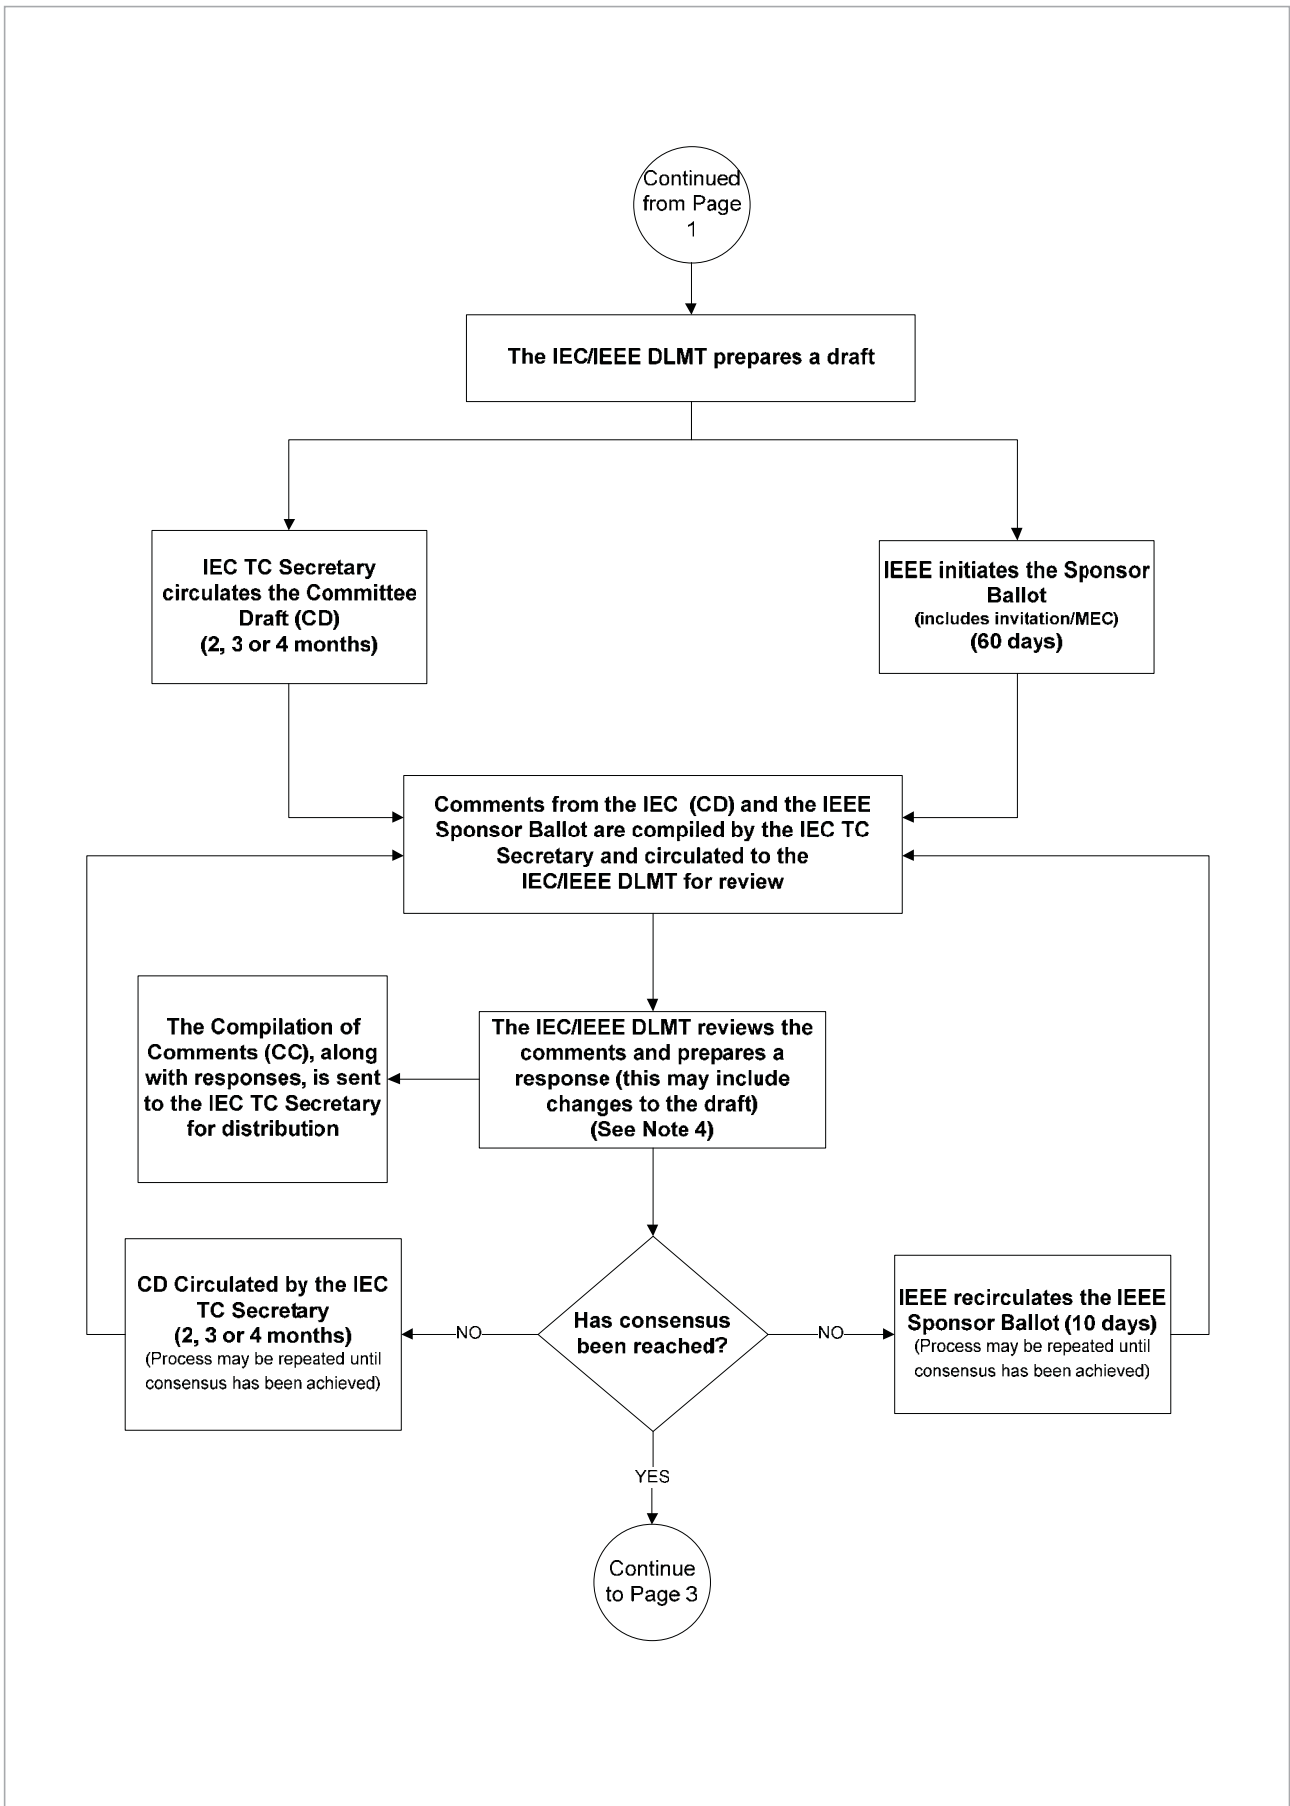 Continued
from Page
1
The IEC/IEEE DLMT prepares a draft
IEC TC Secretary
circulates the Committee
Draft (CD)
(2, 3 or 4 months)
IEEE initiates the Sponsor
Ballot
(includes invitation/MEC)
(60 days)
Comments from the IEC (CD) and the IEEE
Sponsor Ballot are compiled by the IEC TC
Secretary and circulated to the
IEC/IEEE DLMT for review
The Compilation of
Comments (CC), along
with responses, is sent
to the IEC TC Secretary
for distribution
The IEC/IEEE DLMT reviews the
comments and prepares a
response (this may include
changes to the draft)
(See Note 4)
CD Circulated by the IEC
TC Secretary
(2, 3 or 4 months)
(Process may be repeated until
consensus has been achieved)
NO
Has consensus
been reached?
NO
IEEE recirculates the IEEE
Sponsor Ballot (10 days)
(Process may be repeated until
consensus has been achieved)
YES
Continue
to Page 3